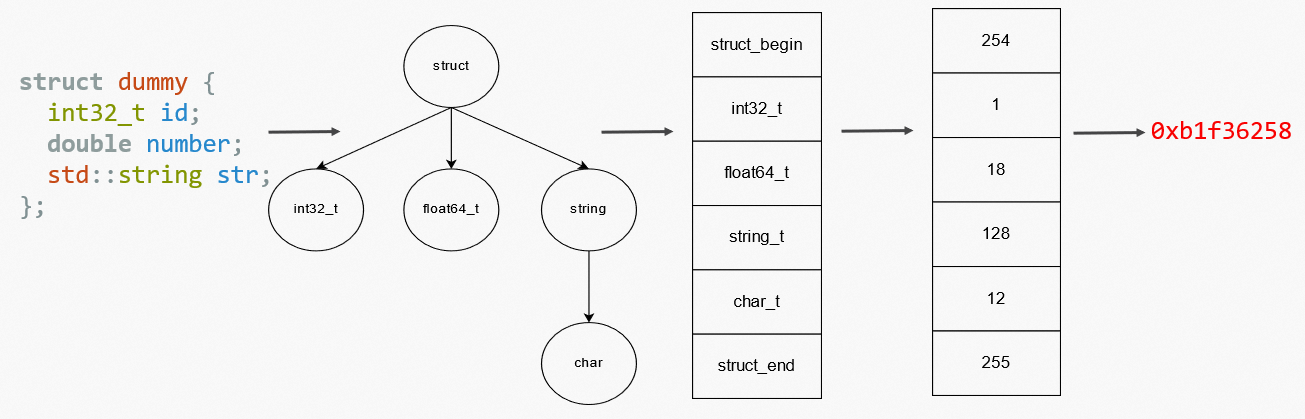 struct dummy {
int32_t id;
double number;
std::string str;
};
struct
int32_t
float64_t
string
char
struct_begin
int32_t
float64_t
string_t
char_t
struct_end
254
1
18
128
12
255
0xb1f36258